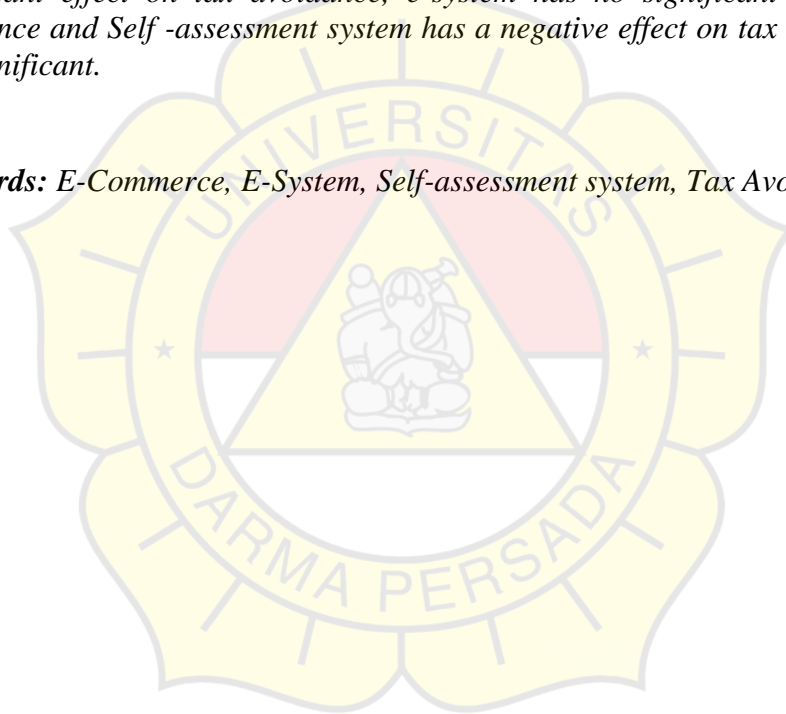 effect on tax avoidance, e-system has no significant
nce and Self -assessment system has a negative effect on tax
nificant.
rds: E-Commerce, E-System, Self-assessment system, Tax Avo
UNIVERSITAS
DARMA PERSADA